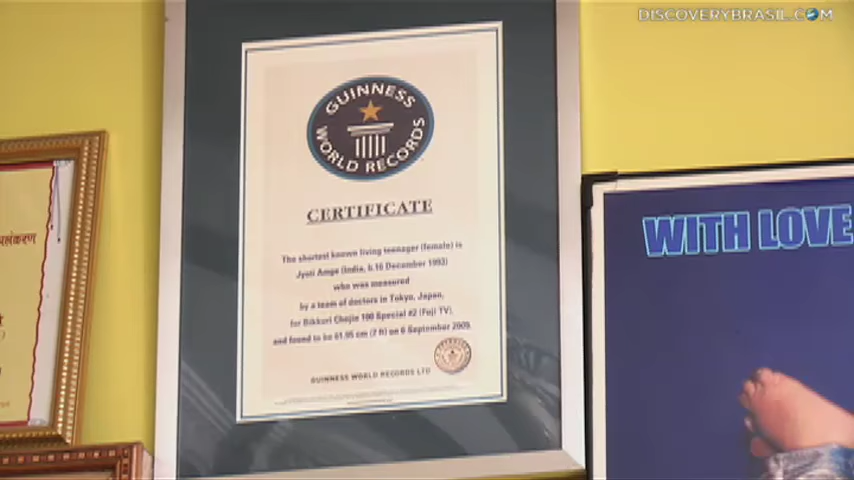 DISCOVERYBRASIL.COM
GUINNESS
WORLD RECORDS
CERTIFICATE
The shortest known living teenager (female) is
Jyoti Amge (India, b.16 December 1993)
who was measured
by a team of doctors in Tokyo, Japan,
for Bikkuri Chojin 100 Special #2 (Fuji TV),
and found to be 61.95 cm (2 ft) on 6 September 2009.
GUINNESS WORLD RECORDS LTD
WITH LOVE